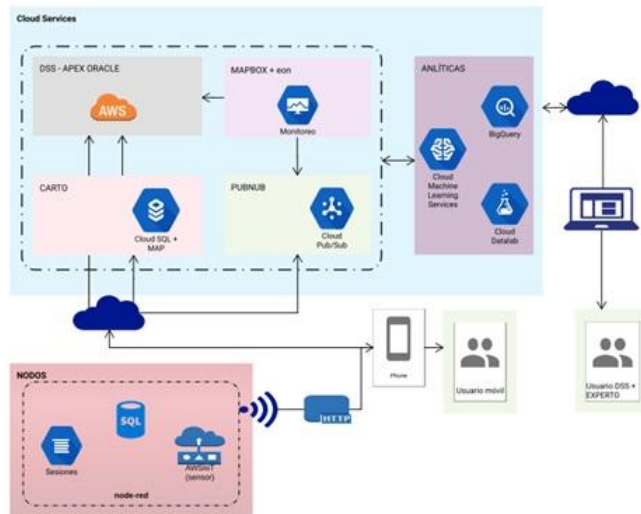 Cloud Services
DSS - APEX ORACLE
AWS
MAPBOX + eon
Monitoreo
ANLÍTICAS
BigQuery
Cloud
Machine
Learning
Services
Cloud
Datalab
CARTO
Cloud SQL +
MAP
PUBNUB
Cloud
Pub/Sub
iPhone
Usuario móvil
Usuario DSS +
EXPERTO
NODOS
SQL
HTTP
Sesiones
AWSIoT
(sensor)
node-red